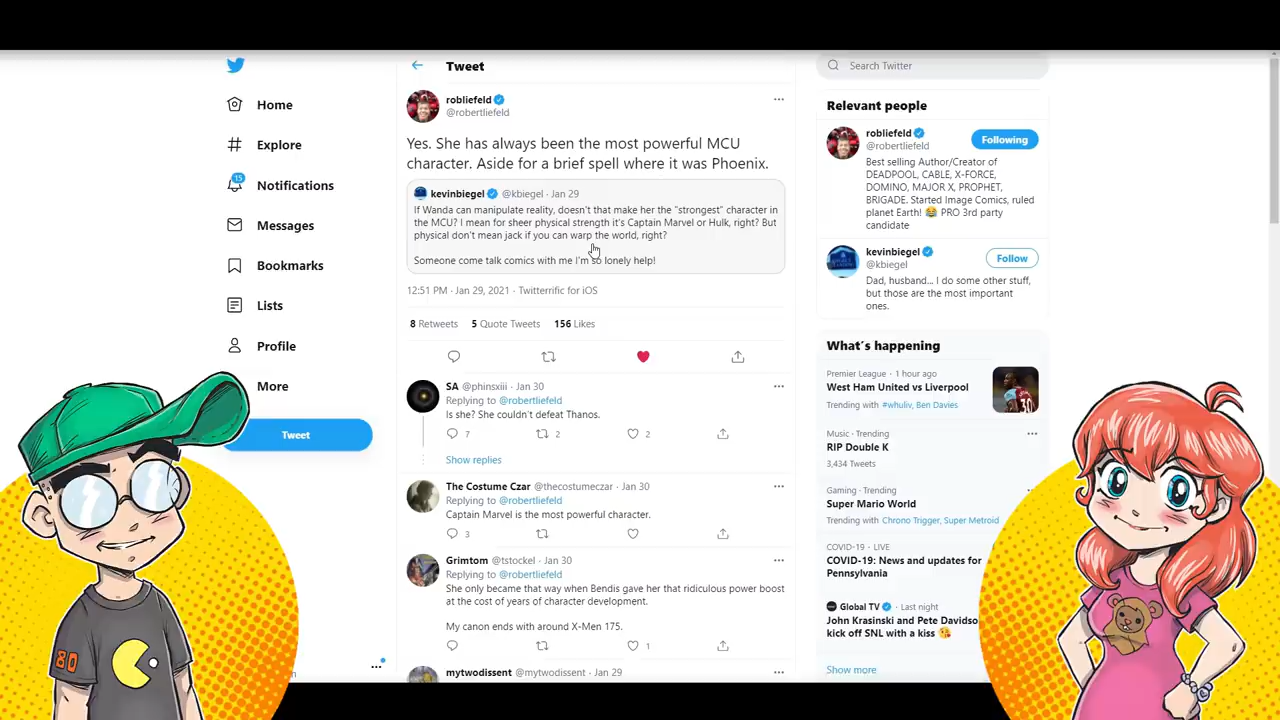 Home
Explore
15
Notifications
Messages
Bookmarks
Lists
Profile
More
Tweet
Tweet
robliefeld
@robertliefeld
Yes. She has always been the most powerful MCU
character. Aside for a brief spell where it was Phoenix.
kevinbiegel @kbiegel · Jan 29
If Wanda can manipulate reality, doesn't that make her the "strongest" character in
the MCU? I mean for sheer physical strength it's Captain Marvel or Hulk, right? But
physical don't mean jack if you can warp the world, right?
Someone come talk comics with me I'm so lonely help!
12:51 PM · Jan 29, 2021 · Twitterrific for iOS
8 Retweets 5 Quote Tweets 156 Likes
SA @phinsxiii · Jan 30
Replying to @robertliefeld
Is she? She couldn't defeat Thanos.
7 2 2
Show replies
The Costume Czar @thecostumeczar · Jan 30
Replying to @robertliefeld
Captain Marvel is the most powerful character.
3
Grimtom @tstockel · Jan 30
Replying to @robertliefeld
She only became that way when Bendis gave her that ridiculous power boost
at the cost of years of character development.
My canon ends with around X-Men 175.
1
mytwodissent @mytwodissent · Jan 29
Search Twitter
Relevant people
robliefeld
@robertliefeld
Following
Best selling Author/Creator of
DEADPOOL, CABLE, X-FORCE,
DOMINO, MAJOR X, PROPHET,
BRIGADE. Started Image Comics, ruled
planet Earth! 😂 PRO 3rd party
candidate
kevinbiegel
@kbiegel
Follow
Dad, husband... I do some other stuff,
but those are the most important
ones.
What's happening
Premier League · 1 hour ago
West Ham United vs Liverpool
Trending with #whuliv, Ben Davies
Music · Trending
RIP Double K
3,434 Tweets
Gaming · Trending
Super Mario World
Trending with Chrono Trigger, Super Metroid
COVID-19 · LIVE
COVID-19: News and updates for
Pennsylvania
Global TV · Last night
John Krasinski and Pete Davidso
kick off SNL with a kiss 😘
Show more
80